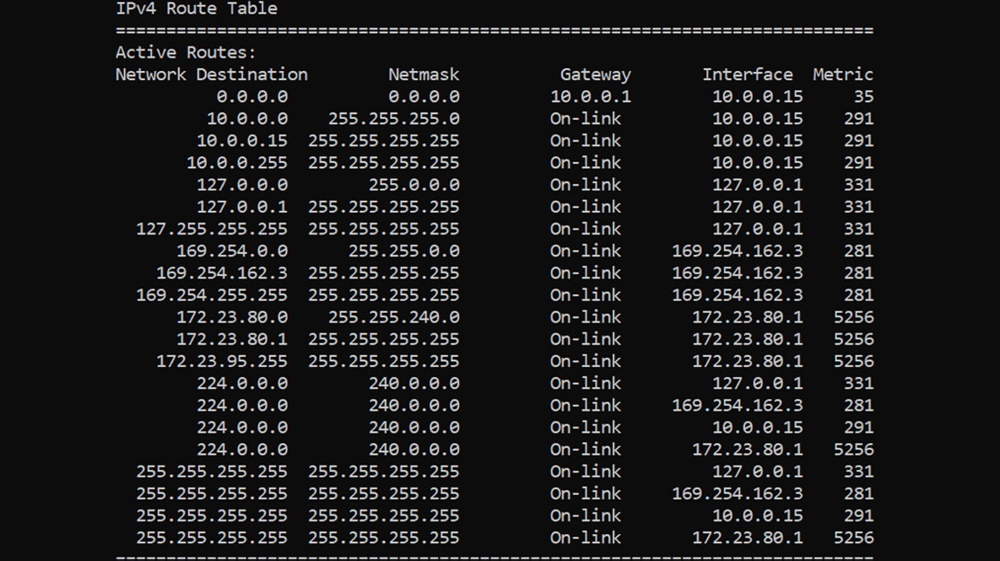 IPv4 Route Table
===========================================================================
Active Routes:
Network Destination        Netmask          Gateway       Interface  Metric
          0.0.0.0          0.0.0.0         10.0.0.1        10.0.0.15     35
         10.0.0.0    255.255.255.0         On-link         10.0.0.15    291
        10.0.0.15  255.255.255.255         On-link         10.0.0.15    291
       10.0.0.255  255.255.255.255         On-link         10.0.0.15    291
        127.0.0.0        255.0.0.0         On-link         127.0.0.1    331
        127.0.0.1  255.255.255.255         On-link         127.0.0.1    331
  127.255.255.255  255.255.255.255         On-link         127.0.0.1    331
      169.254.0.0      255.255.0.0         On-link     169.254.162.3    281
    169.254.162.3  255.255.255.255         On-link     169.254.162.3    281
  169.254.255.255  255.255.255.255         On-link     169.254.162.3    281
      172.23.80.0    255.255.240.0         On-link       172.23.80.1   5256
      172.23.80.1  255.255.255.255         On-link       172.23.80.1   5256
    172.23.95.255  255.255.255.255         On-link       172.23.80.1   5256
        224.0.0.0        240.0.0.0         On-link         127.0.0.1    331
        224.0.0.0        240.0.0.0         On-link     169.254.162.3    281
        224.0.0.0        240.0.0.0         On-link         10.0.0.15    291
        224.0.0.0        240.0.0.0         On-link       172.23.80.1   5256
  255.255.255.255  255.255.255.255         On-link         127.0.0.1    331
  255.255.255.255  255.255.255.255         On-link     169.254.162.3    281
  255.255.255.255  255.255.255.255         On-link         10.0.0.15    291
  255.255.255.255  255.255.255.255         On-link       172.23.80.1   5256
===========================================================================